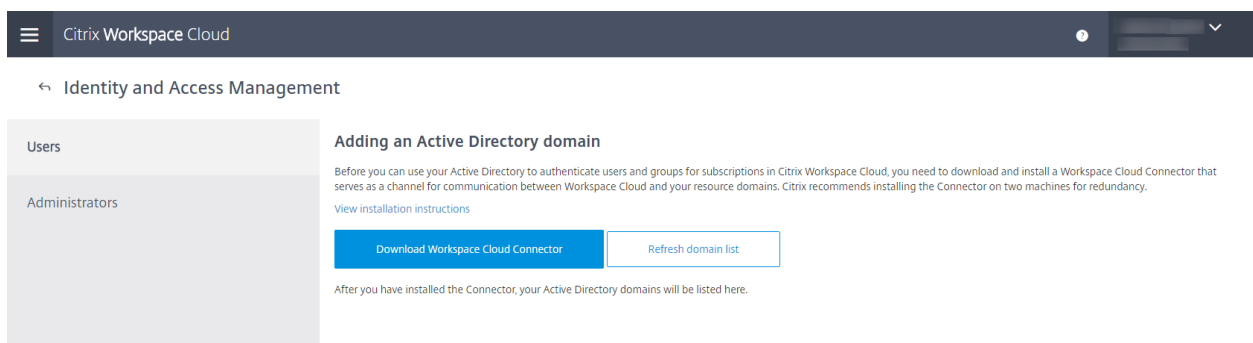 Citrix Workspace Cloud
?
Identity and Access Management
Users
Administrators
Adding an Active Directory domain
Before you can use your Active Directory to authenticate users and groups for subscriptions in Citrix Workspace Cloud, you need to download and install a Workspace Cloud Connector that
serves as a channel for communication between Workspace Cloud and your resource domains. Citrix recommends installing the Connector on two machines for redundancy.
View installation instructions
Download Workspace Cloud Connector
Refresh domain list
After you have installed the Connector, your Active Directory domains will be listed here.